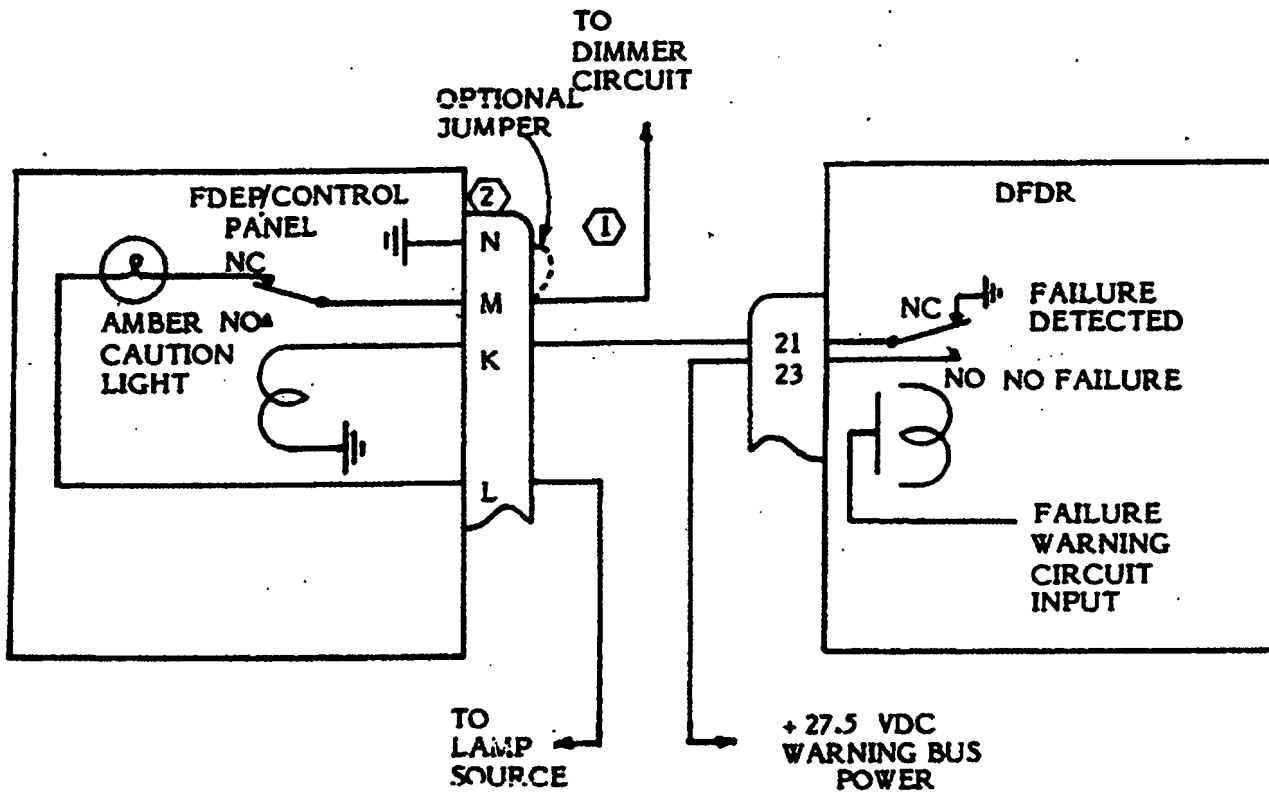 TO
DIMMER
CIRCUIT
OPTIONAL
JUMPER
FDEP/CONTROL
PANEL
2
1
DFDR
N
NC
M
AMBER NO
CAUTION
LIGHT
K
L
21
23
NC
FAILURE
DETECTED
NO NO FAILURE
FAILURE
WARNING
CIRCUIT
INPUT
TO
LAMP
SOURCE
+27.5 VDC
WARNING BUS
POWER